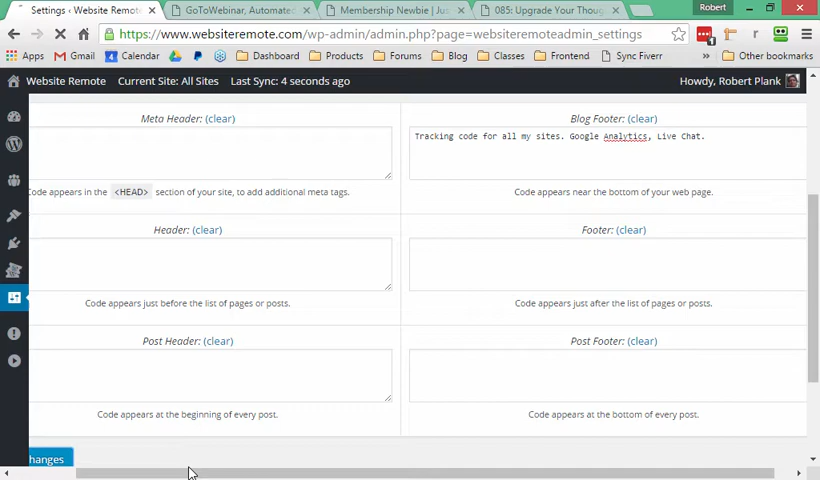 Robert
Settings ‹ Website Remot
GoToWebinar, Automated
Membership Newbie | Jus
085: Upgrade Your Thoug
https://www.websiteremote.com/wp-admin/admin.php?page=websiteremoteadmin_settings
Apps Gmail Calendar Dashboard Products Forums Blog Classes Frontend Sync Fiverr Other bookmarks
Website Remote Current Site: All Sites Last Sync: 4 seconds ago Howdy, Robert Plank
Meta Header: (clear) Blog Footer: (clear)
Tracking code for all my sites. Google Analytics, Live Chat.
Code appears in the <HEAD> section of your site, to add additional meta tags. Code appears near the bottom of your web page.
Header: (clear) Footer: (clear)
Code appears just before the list of pages or posts. Code appears just after the list of pages or posts.
Post Header: (clear) Post Footer: (clear)
Code appears at the beginning of every post. Code appears at the bottom of every post.
hanges